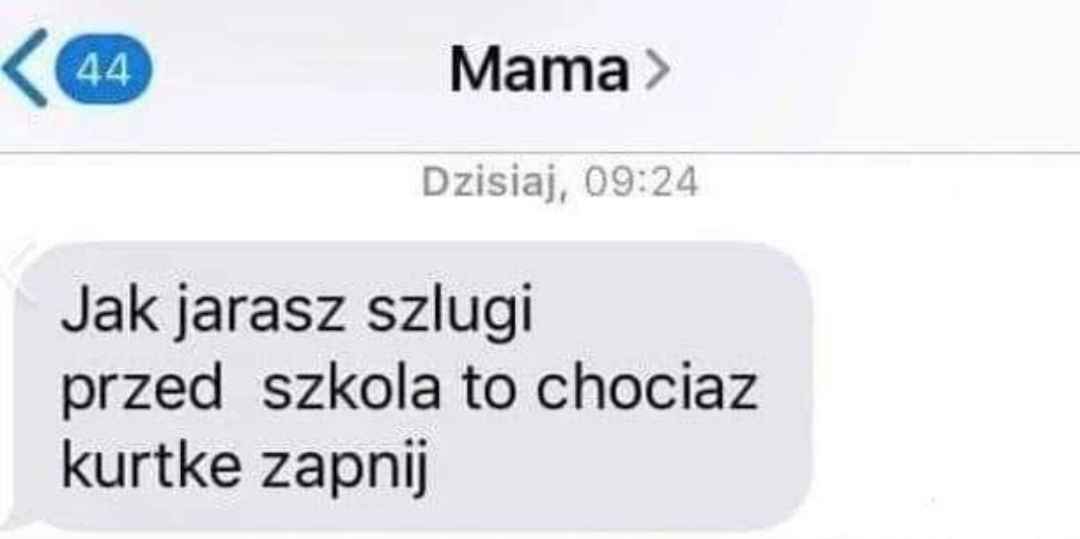 44
Mama
Dzisiaj, 09:24
Jak jarasz szlugi
przed  szkola to chociaz
kurtke zapnij